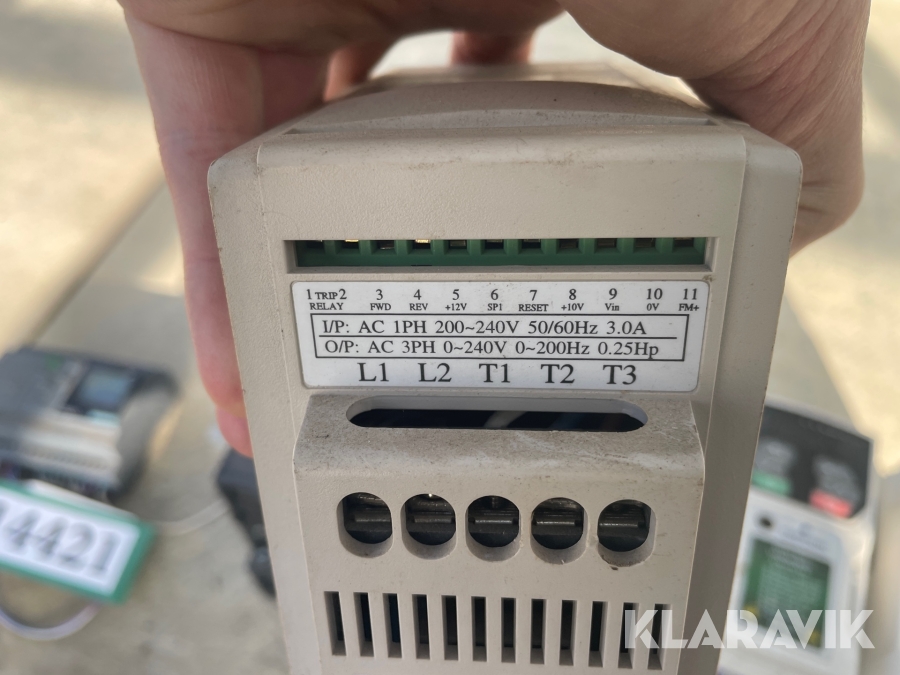 1 TRIP 2 3 4 5 6 7 8 9 10 11
RELAY FWD REV +12V SP1 RESET +10V Vin 0V FM+
I/P: AC 1PH 200~240V 50/60Hz 3.0A
O/P: AC 3PH 0~240V 0~200Hz 0.25Hp
L1 L2 T1 T2 T3
4421
KLARAVIK